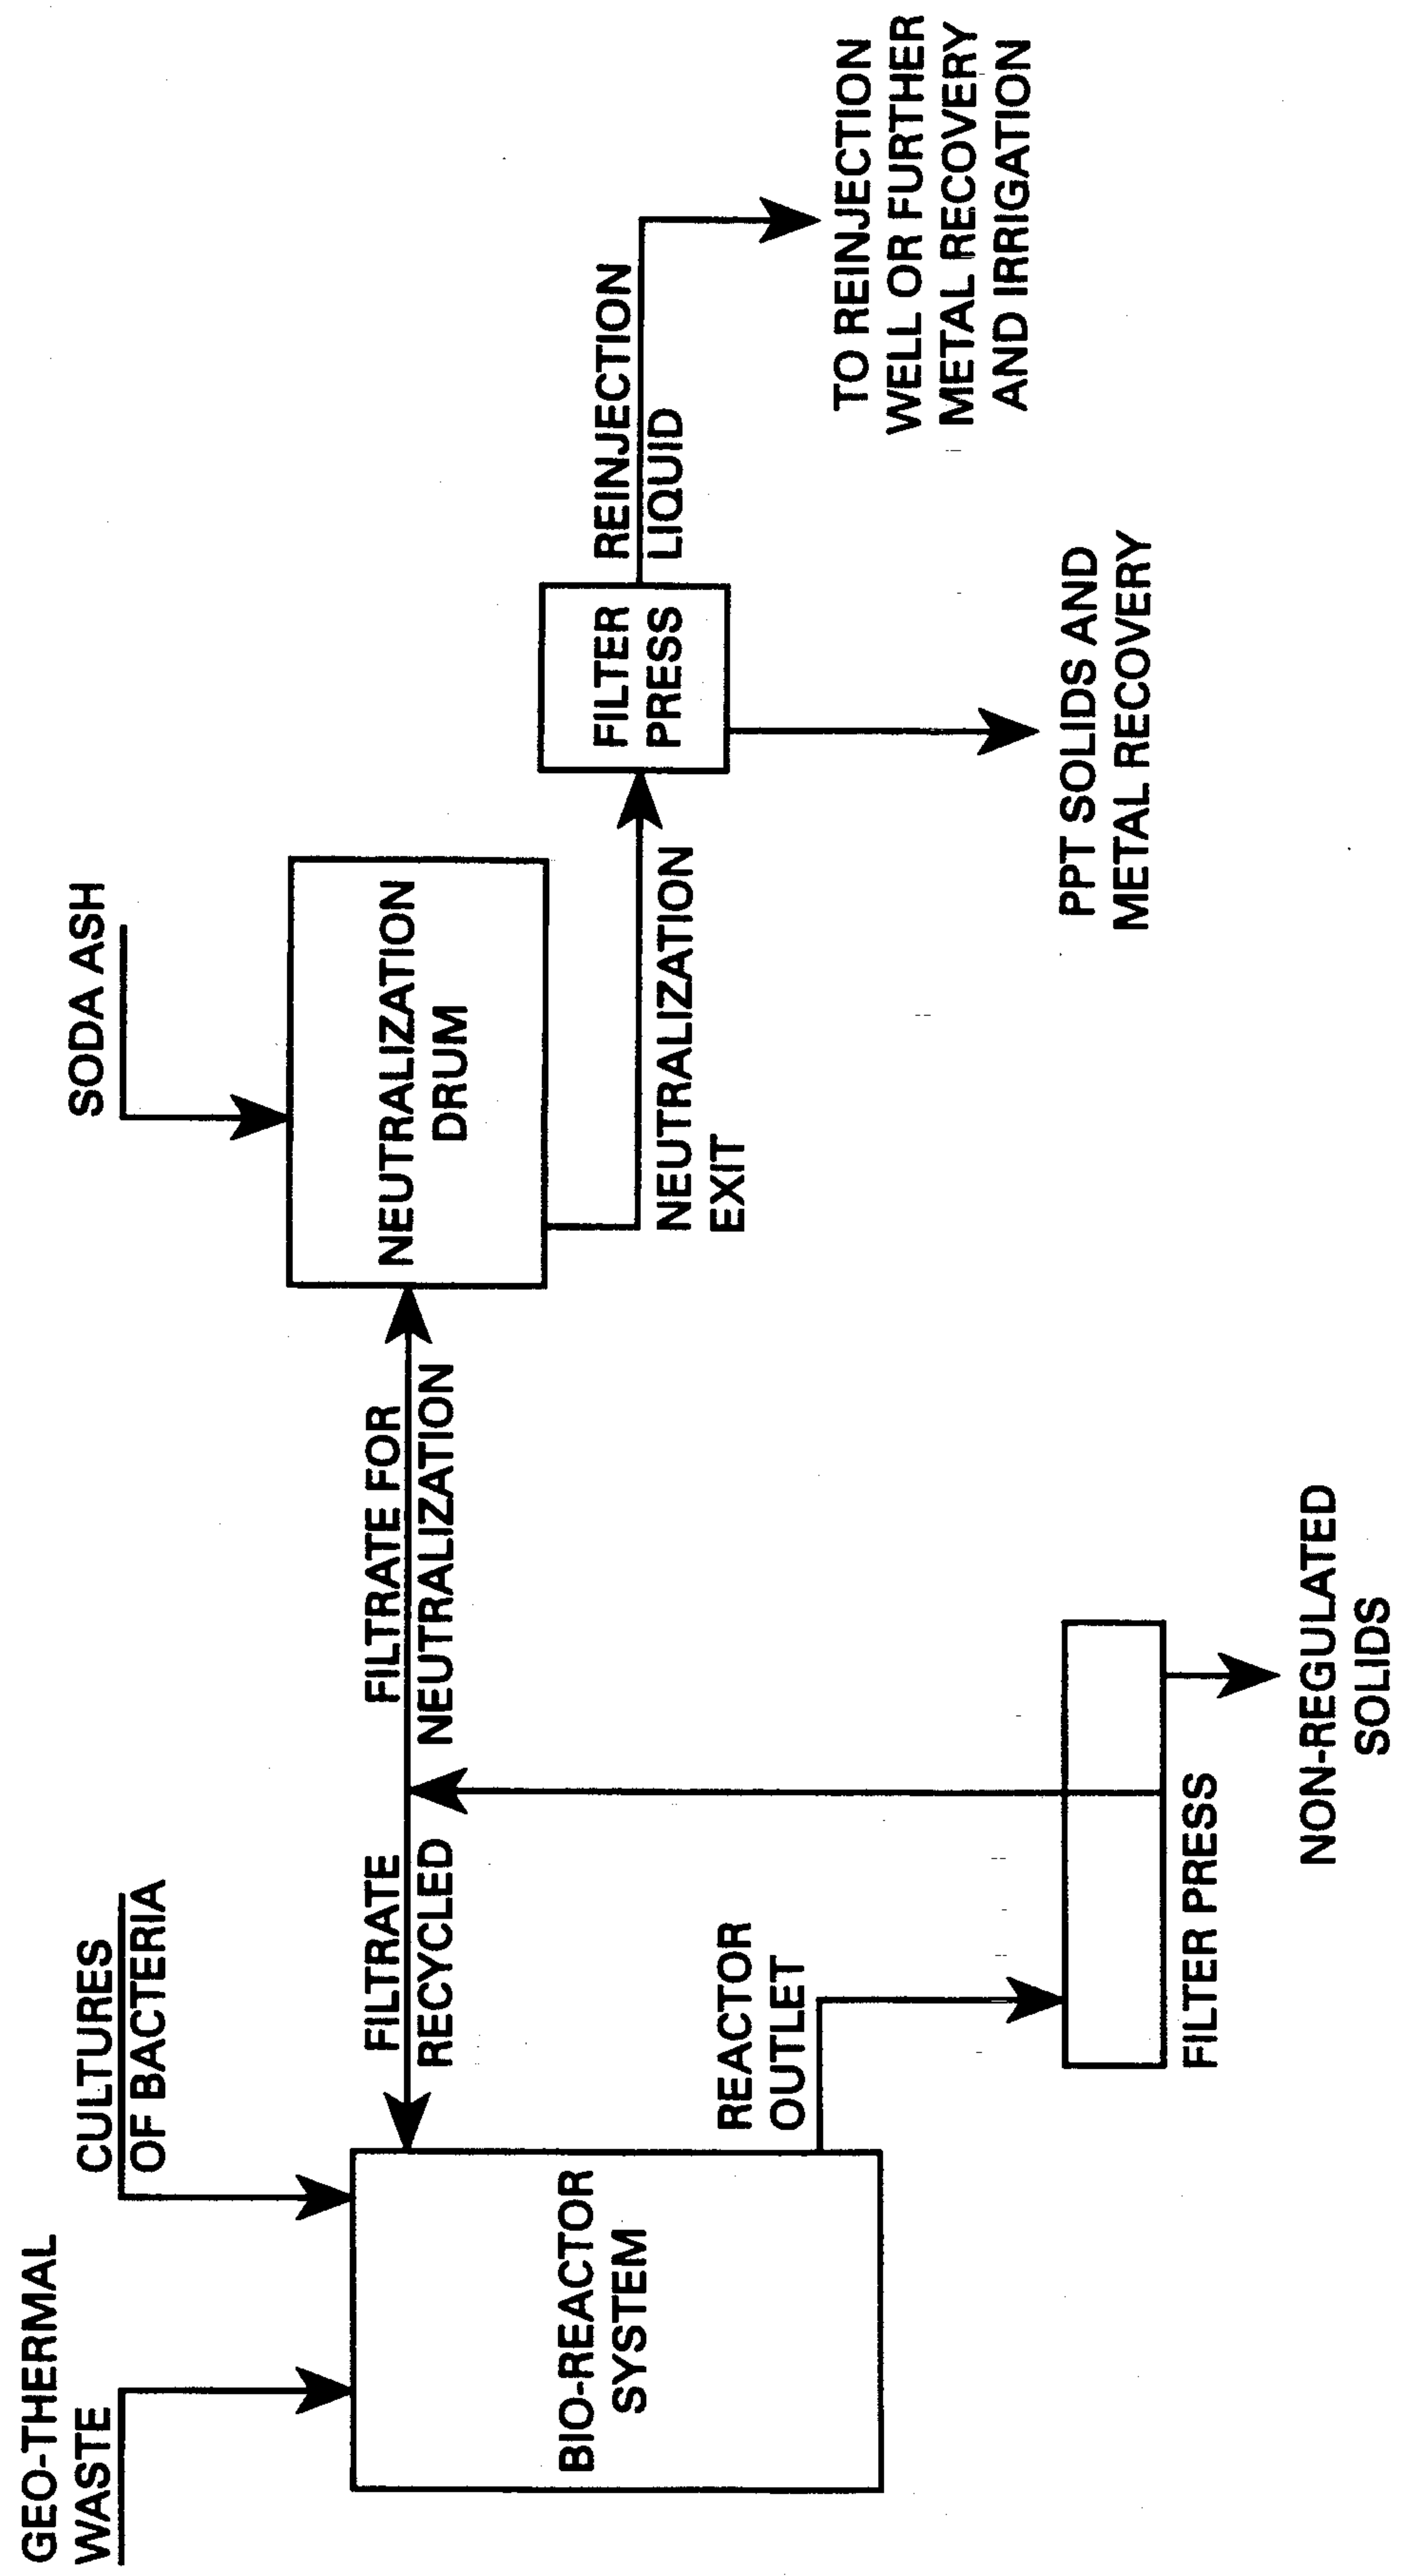 GEO-THERMAL
WASTE
CULTURES
OF BACTERIA
BIO-REACTOR
SYSTEM
FILTRATE
RECYCLED
REACTOR
OUTLET
FILTER PRESS
NON-REGULATED
SOLIDS
FILTRATE FOR
NEUTRALIZATION
SODA ASH
NEUTRALIZATION
DRUM
NEUTRALIZATION
EXIT
FILTER
PRESS
PPT SOLIDS AND
METAL RECOVERY
REINJECTION
LIQUID
TO REINJECTION
WELL OR FURTHER
METAL RECOVERY
AND IRRIGATION